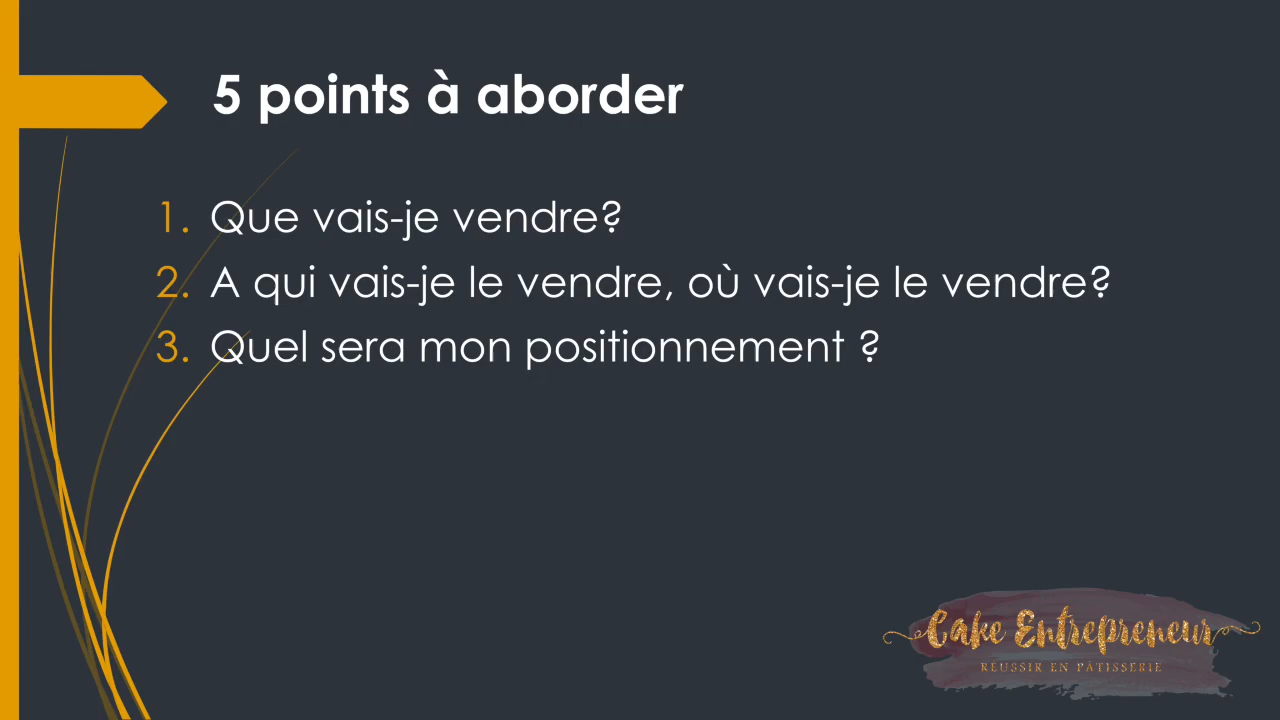 5 points à aborder
1. Que vais-je vendre?
2. A qui vais-je le vendre, où vais-je le vendre?
3. Quel sera mon positionnement ?
Cake Entrepreneur
RÉUSSIR EN PÂTISSERIE